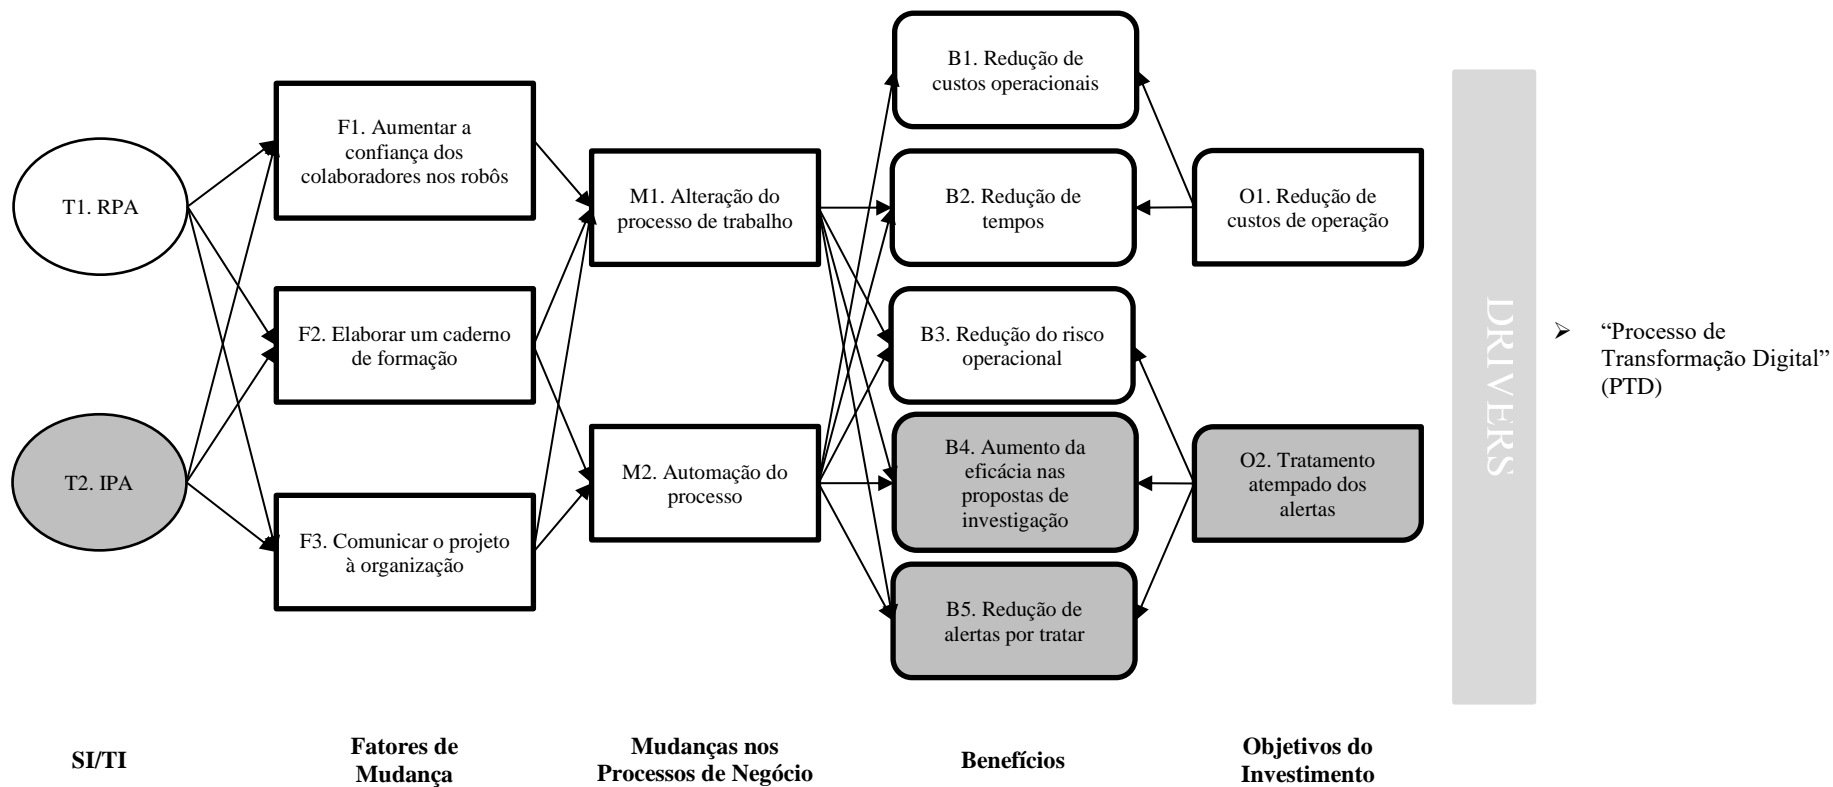 T1. RPA
T2. IPA
F1. Aumentar a
confiança dos
colaboradores nos robôs
F2. Elaborar um caderno
de formação
F3. Comunicar o projeto
à organização
M1. Alteração do
processo de trabalho
M2. Automação do
processo
B1. Redução de
custos operacionais
B2. Redução de
tempos
B3. Redução do risco
operacional
B4. Aumento da
eficácia nas
propostas de
investigação
B5. Redução de
alertas por tratar
O1. Redução de
custos de operação
O2. Tratamento
atempado dos
alertas
DRIVERS
➢ “Processo de
Transformação Digital”
(PTD)
SI/TI
Fatores de
Mudança
Mudanças nos
Processos de Negócio
Benefícios
Objetivos do
Investimento